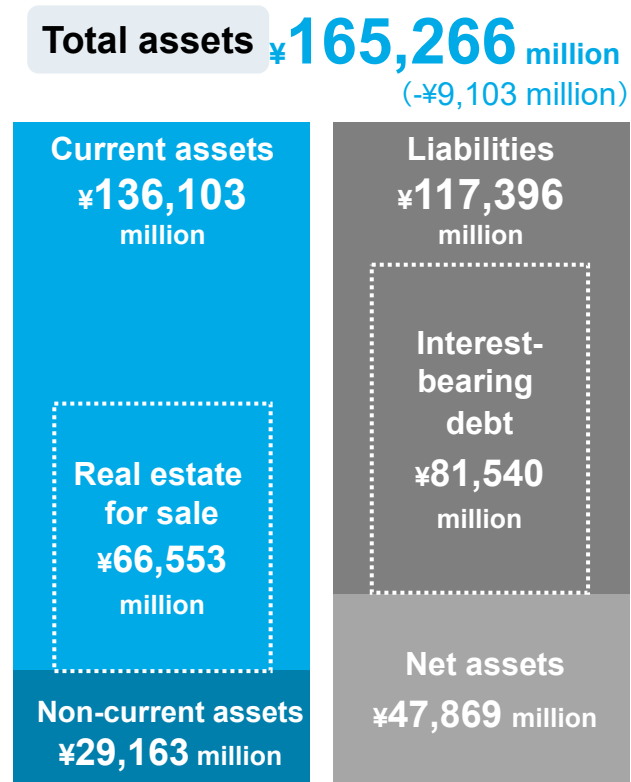 Total assets ¥165,266 million
（-¥9,103 million）
Current assets
¥136,103
million
Real estate
for sale
¥66,553
million
Non-current assets
¥29,163 million
Liabilities
¥117,396
million
Interest-
bearing
debt
¥81,540
million
Net assets
¥47,869 million